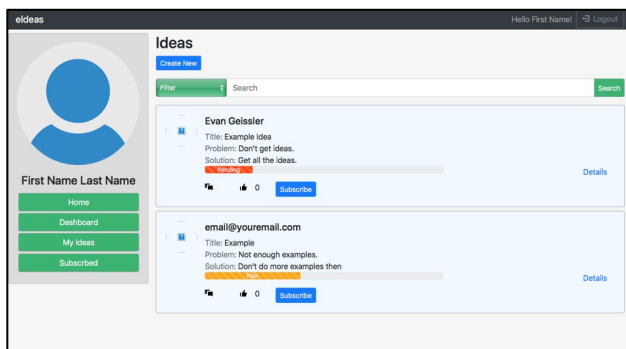 eIdeas
Hello First Name!
Logout
First Name Last Name
Home
Dashboard
My Ideas
Subscrbed
Ideas
Create New
Filter
Search
Search
Evan Geissler
Title: Example Idea
Problem: Don't get ideas.
Solution: Get all the ideas.
Pending
0
Subscribe
Details
email@youremail.com
Title: Example
Problem: Not enough examples.
Solution: Don't do more examples then
Plan
0
Subscribe
Details